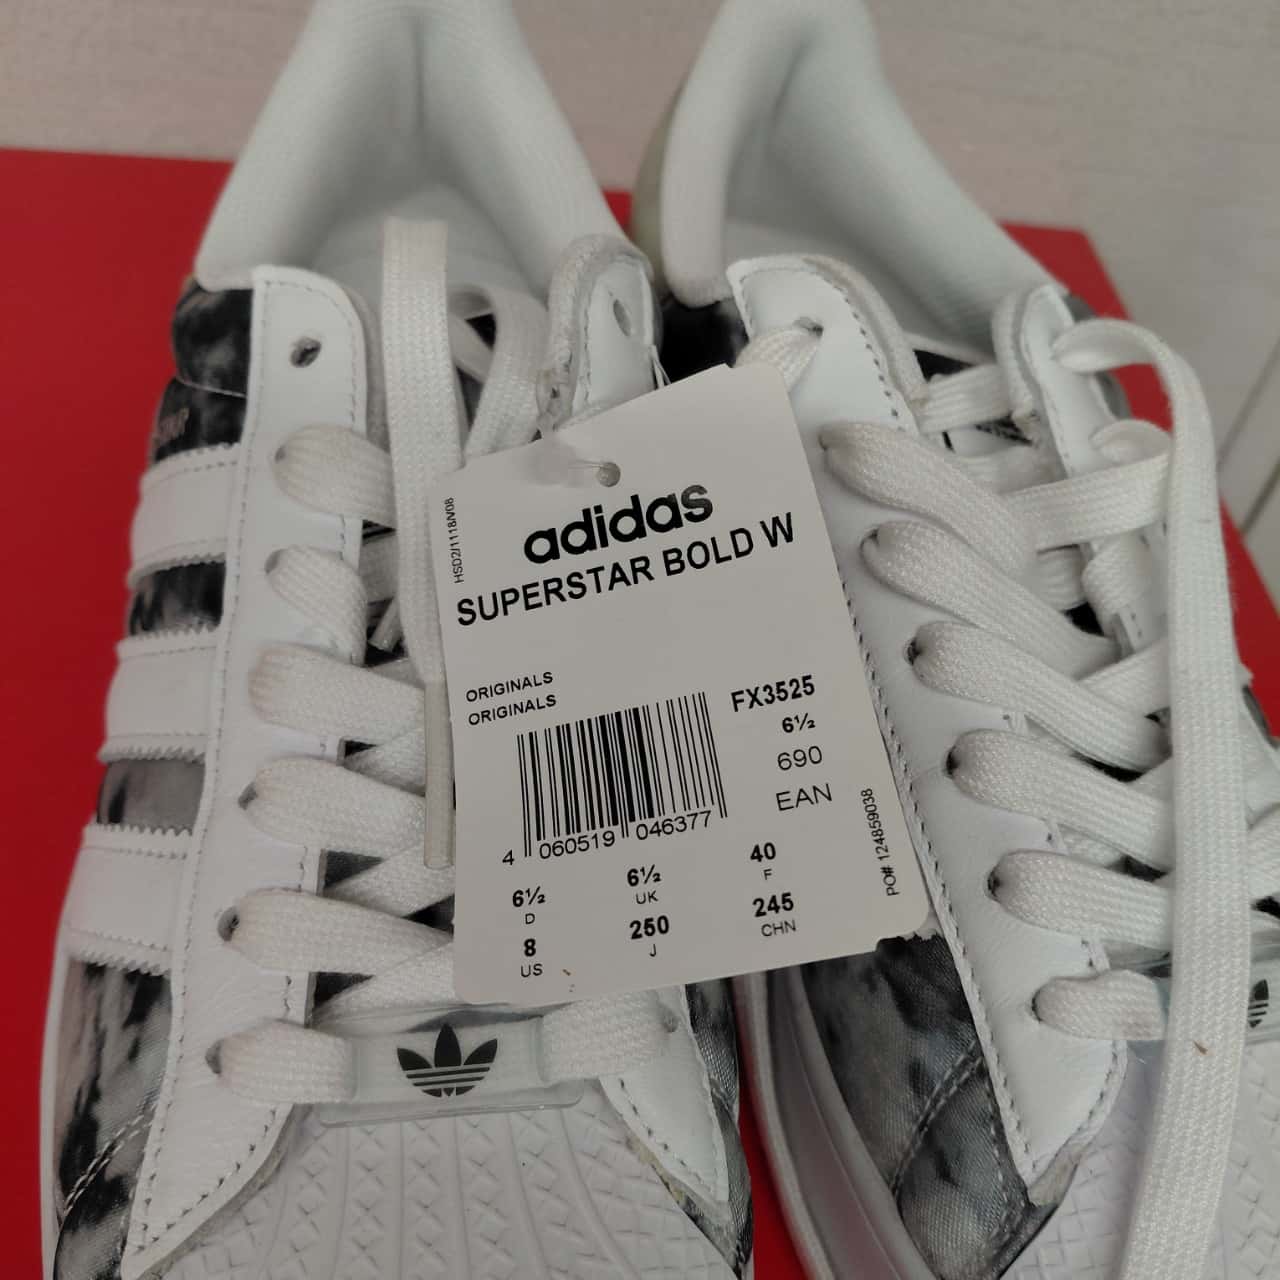 adidas
SUPERSTAR BOLD W
HSD2/1118/V08
ORIGINALS
ORIGINALS
FX3525
6½
690
EAN
4 060519 046377
PO# 124859038
6½ 6½ 40
D UK F
8 250 245
US J CHN